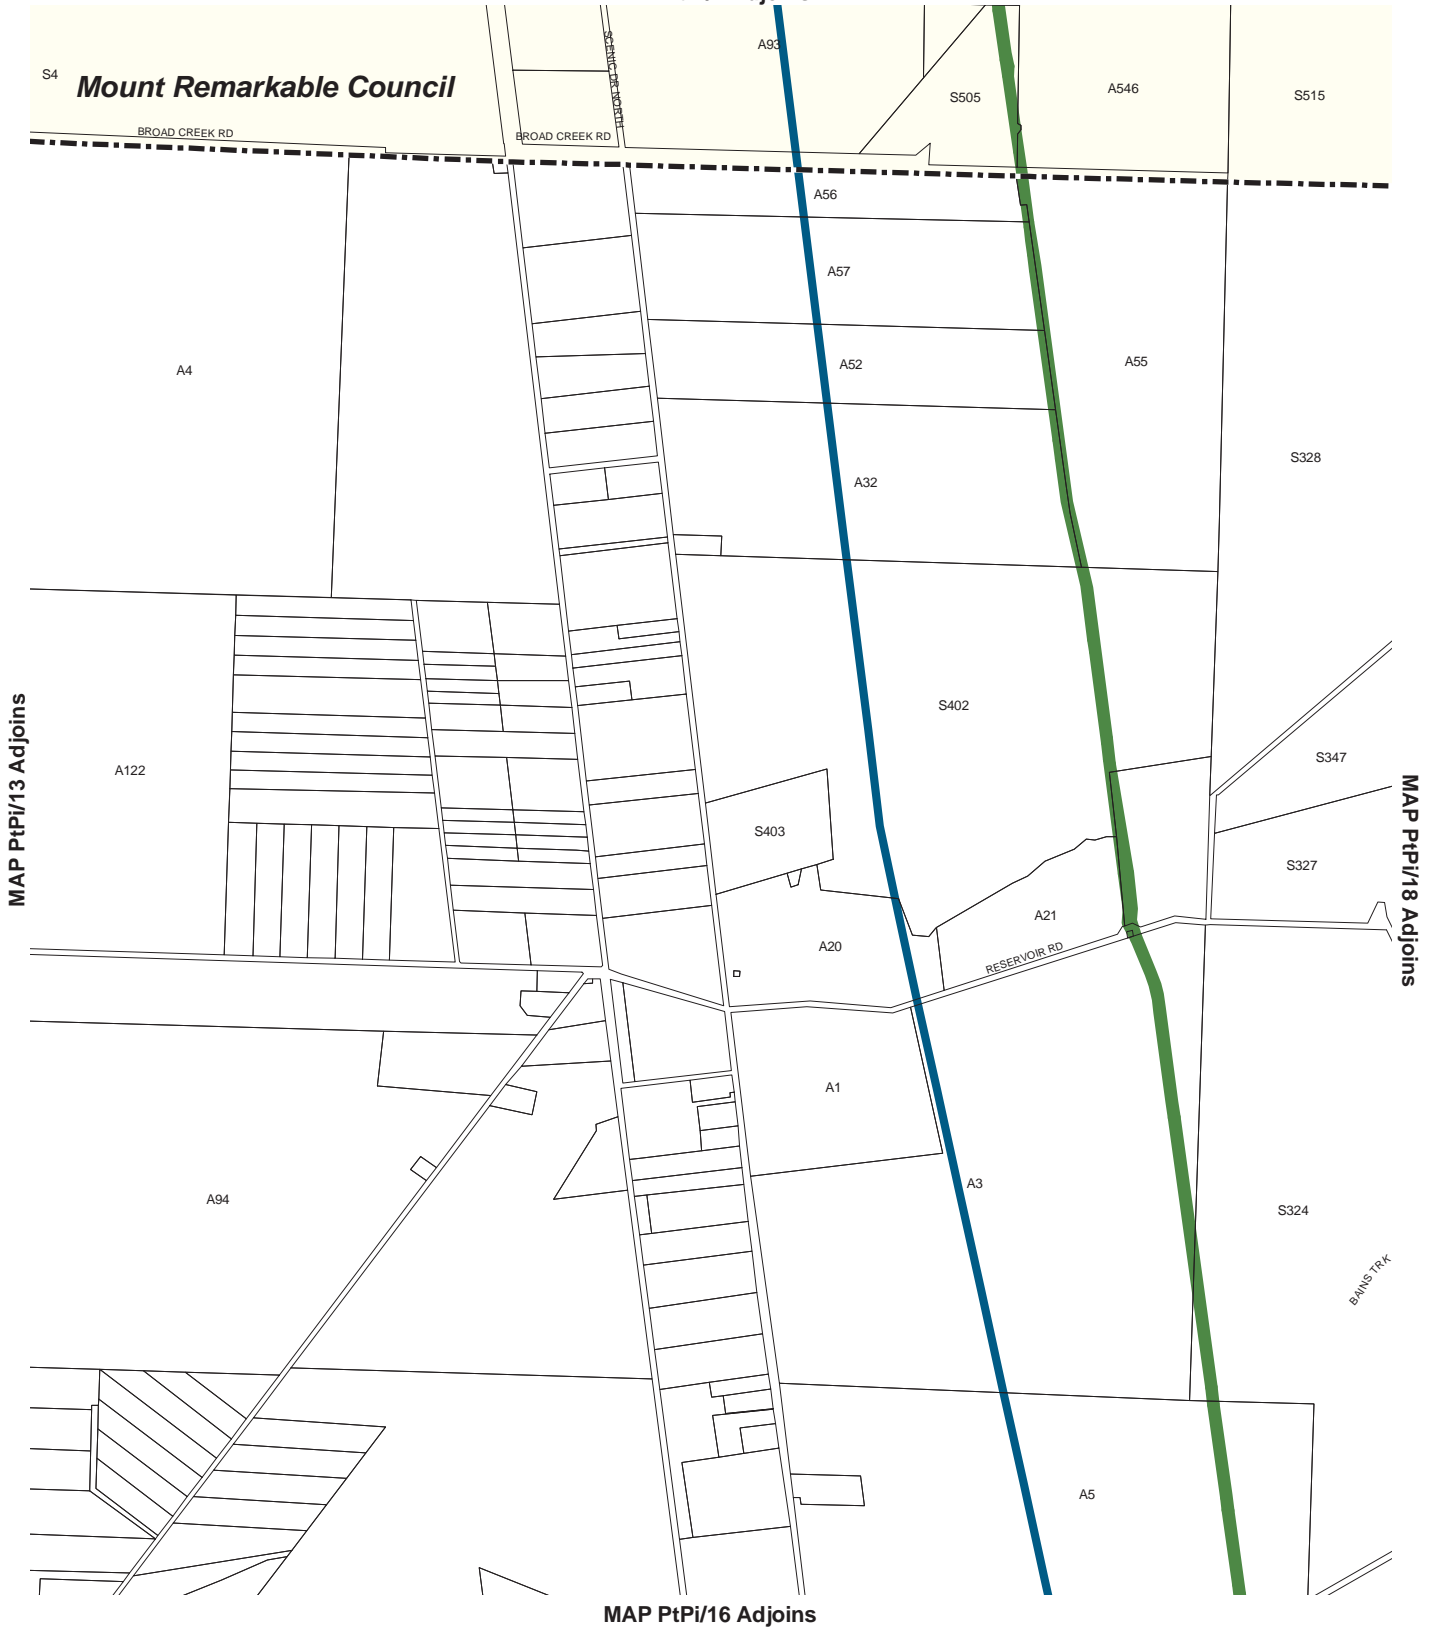 A93
S4
Mount Remarkable Council
SCENIC DR NORTH
S505
A546
S515
BROAD CREEK RD
BROAD CREEK RD
A56
A57
A52
A55
A4
A32
S328
S402
MAP PtPi/13 Adjoins
A122
S347
MAP PtPi/18 Adjoins
S403
S327
A21
A20
RESERVOIR RD
A1
A3
A94
S324
BAINS TRK
A5
MAP PtPi/16 Adjoins